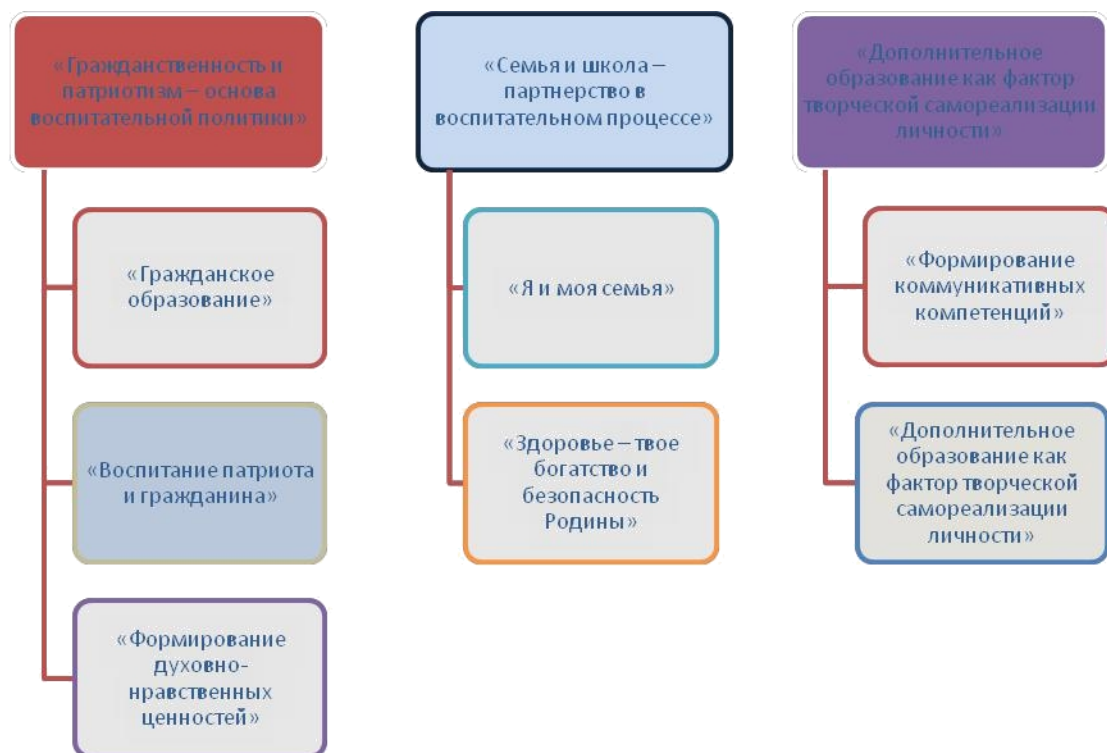 «Гражданственность и
патриотизм – основа
воспитательной политики»
«Гражданское
образование»
«Воспитание патриота
и гражданина»
«Формирование
духовно-
нравственных
ценностей»
«Семья и школа –
партнерство в
воспитательном процессе»
«Я и моя семья»
«Здоровье – твое
богатство и
безопасность
Родины»
«Дополнительное
образование как фактор
творческой самореализации
личности»
«Формирование
коммуникативных
компетенций»
«Дополнительное
образование как
фактор творческой
самореализации
личности»